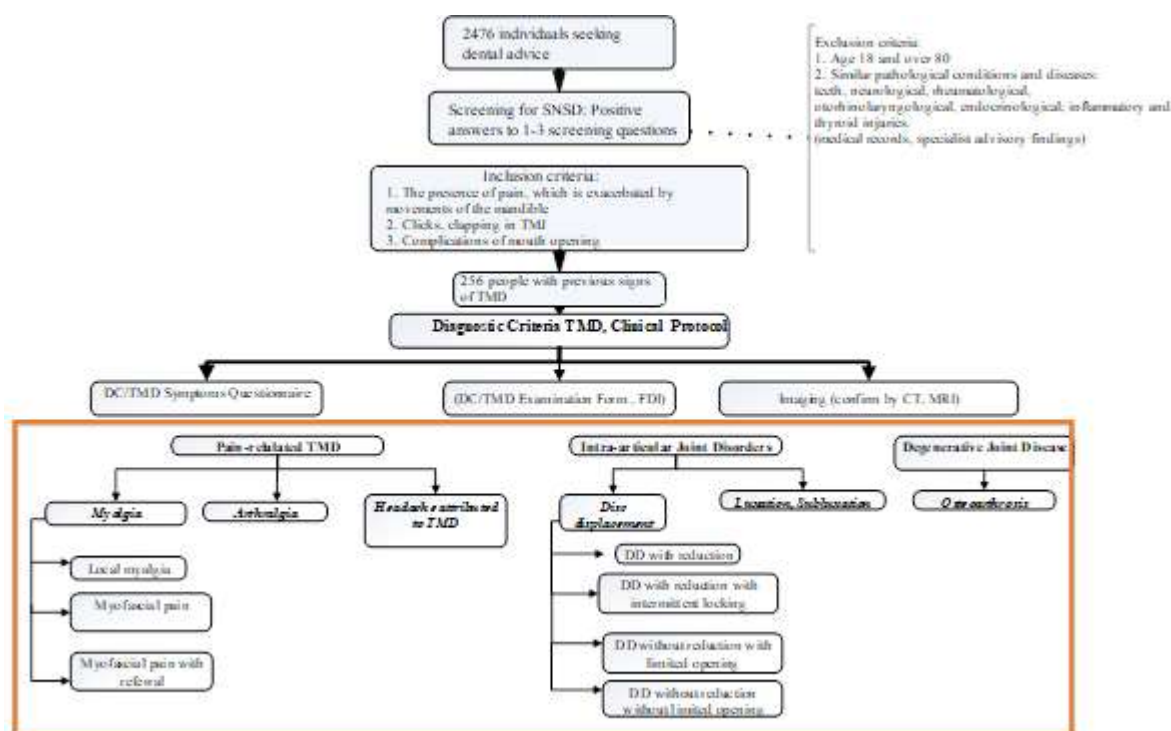 2476 individuals seeking
dental advice
Exclusion criteria
1. Age 18 and over 80
2. Similar pathological conditions and diseases:
teeth, neurological, rheumatological,
otorhinolaryngological, endocrinological; inflammatory and
thyroid injuries.
(medical records, specialist advisory findings)
Screening for SNSD: Positive
answers to 1-3 screening questions
Inclusion criteria:
1. The presence of pain, which is exacerbated by
movements of the mandible
2. Clicks, clapping in TMJ
3. Complications of mouth opening
256 people with previous signs
of TMD
Diagnostic Criteria TMD, Clinical Protocol
DC/TMD Symptoms Questionnaire
(DC/TMD Examination Form, FDI)
Imaging (confirm by CT, MRI)
Pain-relalated TMD
Intra-articular Joint Disorders
Degenerative Joint Disease
Myalgia
Arthralgia
Headache attributed
to TMD
Disc
displacement
Luxation, Subluxation
Osteoarthrosis
Local myalgia
Myofascial pain
Myofascial pain with
referral
DD with reduction
DD with reduction with
intermittent locking
DD without reduction with
limited opening
DD without reduction
without limited opening